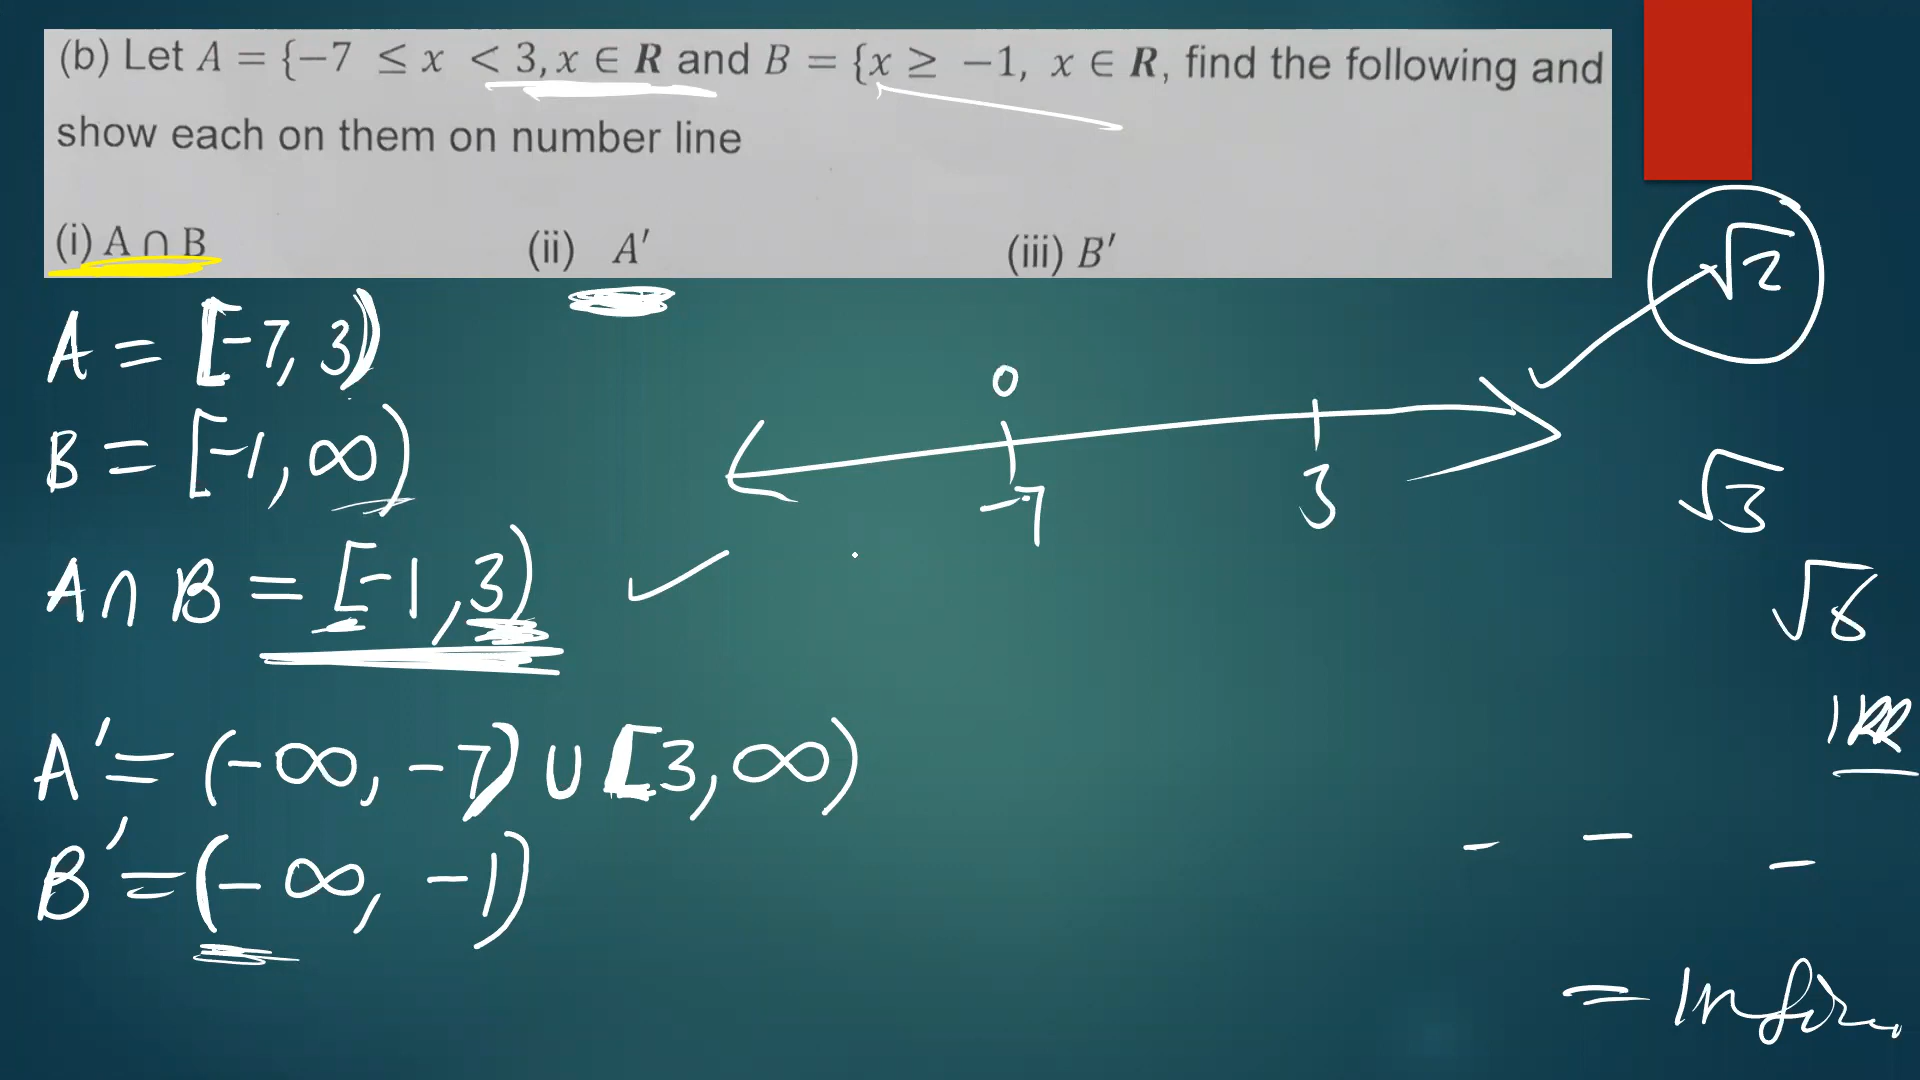 (b) Let A = {−7 ≤ x < 3, x ∈ R and B = {x ≥ −1, x ∈ R, find the following and
show each on them on number line
(i) A ∩ B (ii) A′ (iii) B′
√2
A = [-7, 3)
0
B = [-1, ∞)
-7 3
√3
A ∩ B = [-1, 3)
√8
A' = (-∞, -7) ∪ [3, ∞)
B' = (-∞, -1)